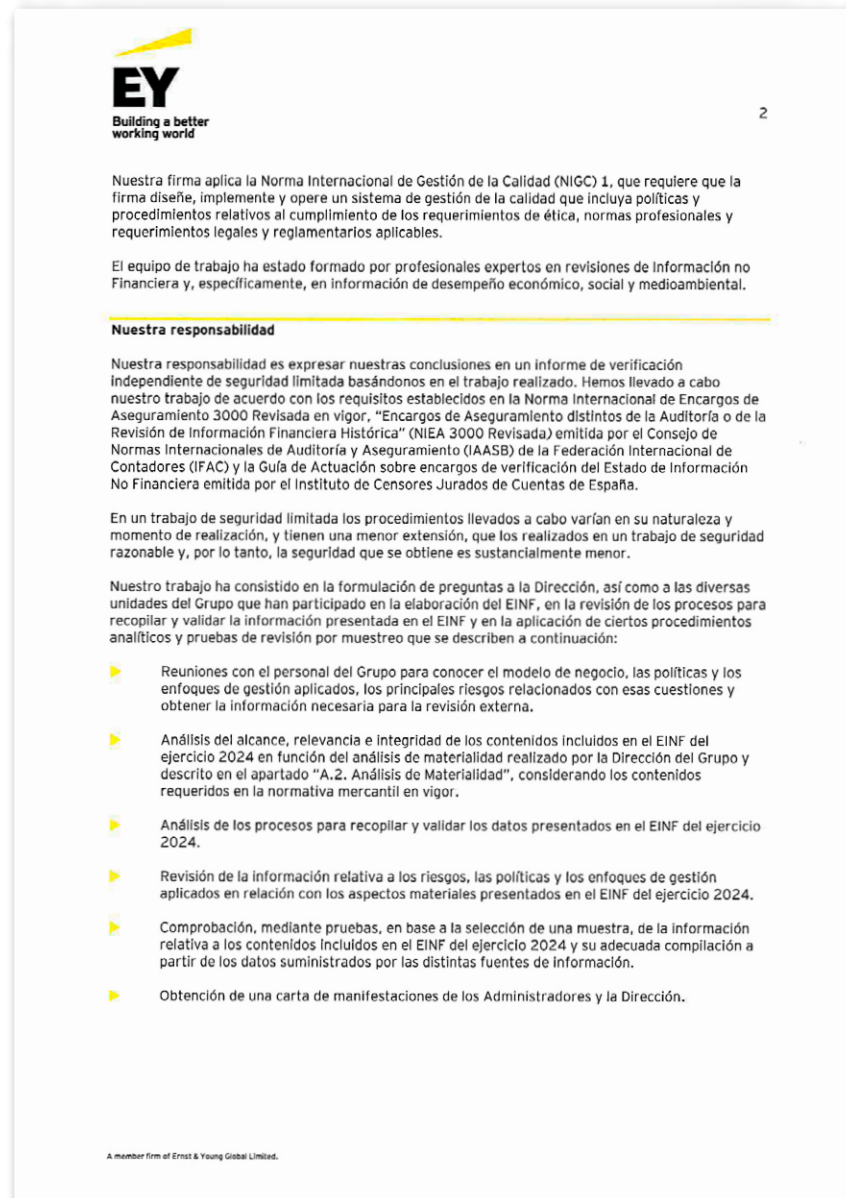 EY
Building a better
working world
2
Nuestra firma aplica la Norma Internacional de Gestión de la Calidad (NIGC) 1, que requiere que la
firma diseñe, implemente y opere un sistema de gestión de la calidad que incluya políticas y
procedimientos relativos al cumplimiento de los requerimientos de ética, normas profesionales y
requerimientos legales y reglamentarios aplicables.
El equipo de trabajo ha estado formado por profesionales expertos en revisiones de Información no
Financiera y, específicamente, en información de desempeño económico, social y medioambiental.
Nuestra responsabilidad
Nuestra responsabilidad es expresar nuestras conclusiones en un informe de verificación
independiente de seguridad limitada basándonos en el trabajo realizado. Hemos llevado a cabo
nuestro trabajo de acuerdo con los requisitos establecidos en la Norma Internacional de Encargos de
Aseguramiento 3000 Revisada en vigor, "Encargos de Aseguramiento distintos de la Auditoría o de la
Revisión de Información Financiera Histórica" (NIEA 3000 Revisada) emitida por el Consejo de
Normas Internacionales de Auditoría y Aseguramiento (IAASB) de la Federación Internacional de
Contadores (IFAC) y la Guía de Actuación sobre encargos de verificación del Estado de Información
No Financiera emitida por el Instituto de Censores Jurados de Cuentas de España.
En un trabajo de seguridad limitada los procedimientos llevados a cabo varían en su naturaleza y
momento de realización, y tienen una menor extensión, que los realizados en un trabajo de seguridad
razonable y, por lo tanto, la seguridad que se obtiene es sustancialmente menor.
Nuestro trabajo ha consistido en la formulación de preguntas a la Dirección, así como a las diversas
unidades del Grupo que han participado en la elaboración del EINF, en la revisión de los procesos para
recopilar y validar la información presentada en el EINF y en la aplicación de ciertos procedimientos
analíticos y pruebas de revisión por muestreo que se describen a continuación:
Reuniones con el personal del Grupo para conocer el modelo de negocio, las políticas y los
enfoques de gestión aplicados, los principales riesgos relacionados con esas cuestiones y
obtener la información necesaria para la revisión externa.
Análisis del alcance, relevancia e integridad de los contenidos incluidos en el EINF del
ejercicio 2024 en función del análisis de materialidad realizado por la Dirección del Grupo y
descrito en el apartado "A.2. Análisis de Materialidad", considerando los contenidos
requeridos en la normativa mercantil en vigor.
Análisis de los procesos para recopilar y validar los datos presentados en el EINF del ejercicio
2024.
Revisión de la información relativa a los riesgos, las políticas y los enfoques de gestión
aplicados en relación con los aspectos materiales presentados en el EINF del ejercicio 2024.
Comprobación, mediante pruebas, en base a la selección de una muestra, de la información
relativa a los contenidos incluidos en el EINF del ejercicio 2024 y su adecuada compilación a
partir de los datos suministrados por las distintas fuentes de información.
Obtención de una carta de manifestaciones de los Administradores y la Dirección.
A member firm of Ernst & Young Global Limited.